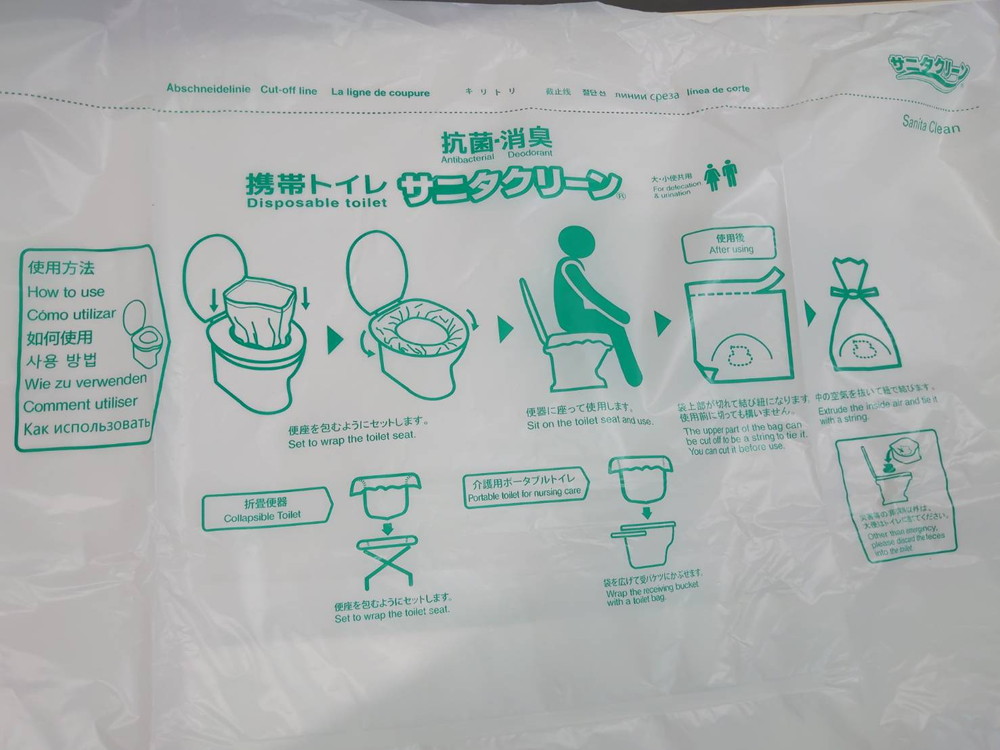 サニタクリーン
Sanita Clean
Abschneidelinie Cut-off line La ligne de coupure キリトリ 截止线 절단선 линии среза línea de corte
抗菌・消臭
Antibacterial Deodorant
携帯トイレ サニタクリーン®
Disposable toilet
大・小便共用
For defecation
& urination
使用方法
How to use
Cómo utilizar
如何使用
사용 방법
Wie zu verwenden
Comment utiliser
Как использовать
便座を包むようにセットします。
Set to wrap the toilet seat.
便器に座って使用します。
Sit on the toilet seat and use.
使用後
After using
袋上部が切れて結び紐になります。
使用前に切っても構いません。
The upper part of the bag can
be cut off to be a string to tie it.
You can cut it before use.
中の空気を抜いて紐で結びます。
Extrude the inside air and tie it
with a string.
折畳便器
Collapsible Toilet
便座を包むようにセットします。
Set to wrap the toilet seat.
介護用ポータブルトイレ
Portable toilet for nursing care
袋を広げて受バケツにかぶせます。
Wrap the receiving bucket
with a toilet bag.
大便はトイレに捨ててください。
Other than emergency,
please discard the feces
into the toilet